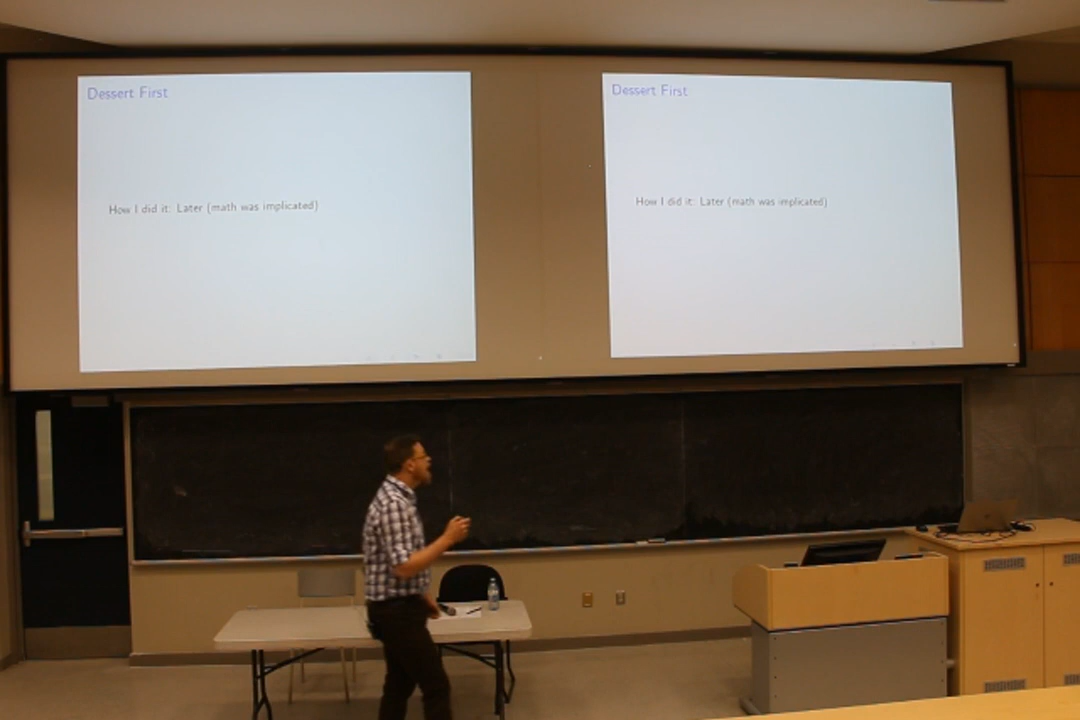 Dessert First
How I did it: Later (math was implicated)
Dessert First
How I did it: Later (math was implicated)